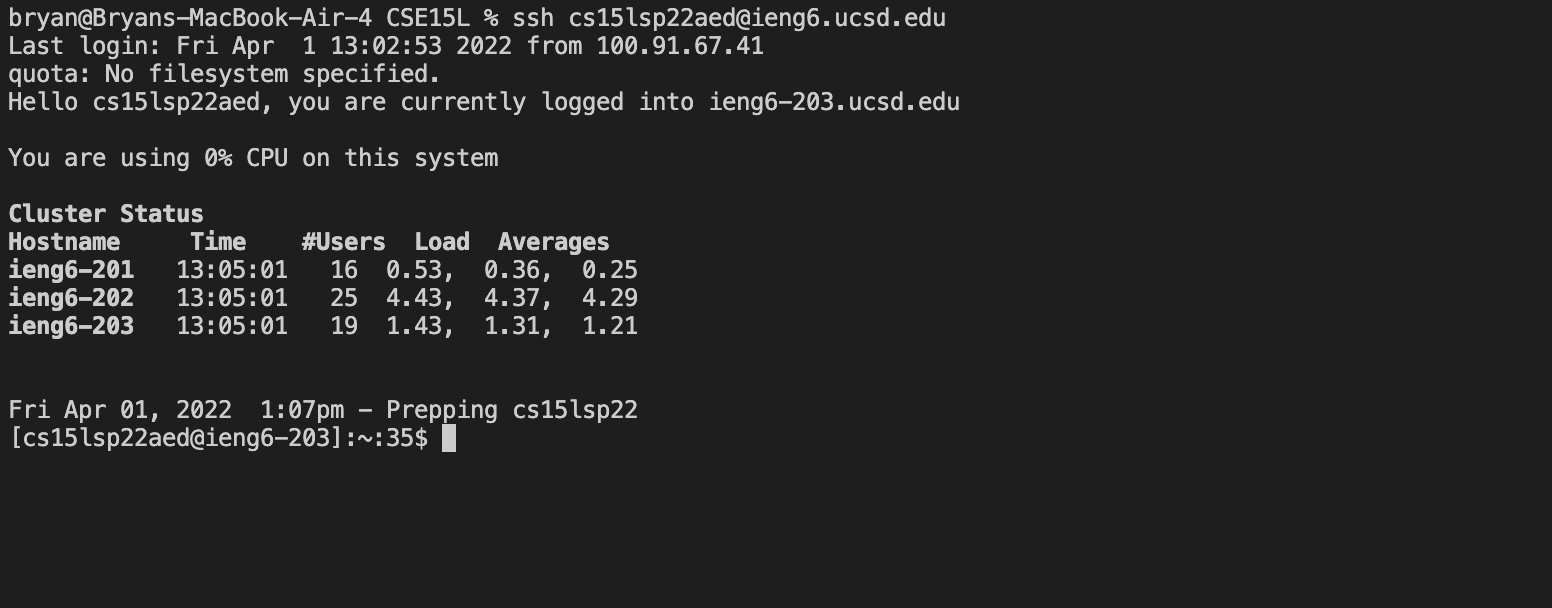 bryan@Bryans-MacBook-Air-4 CSE15L % ssh cs15lsp22aed@ieng6.ucsd.edu
Last login: Fri Apr  1 13:02:53 2022 from 100.91.67.41
quota: No filesystem specified.
Hello cs15lsp22aed, you are currently logged into ieng6-203.ucsd.edu
You are using 0% CPU on this system
Cluster Status
Hostname     Time    #Users  Load  Averages
ieng6-201   13:05:01   16  0.53,  0.36,  0.25
ieng6-202   13:05:01   25  4.43,  4.37,  4.29
ieng6-203   13:05:01   19  1.43,  1.31,  1.21
Fri Apr 01, 2022  1:07pm - Prepping cs15lsp22
[cs15lsp22aed@ieng6-203]:~:35$